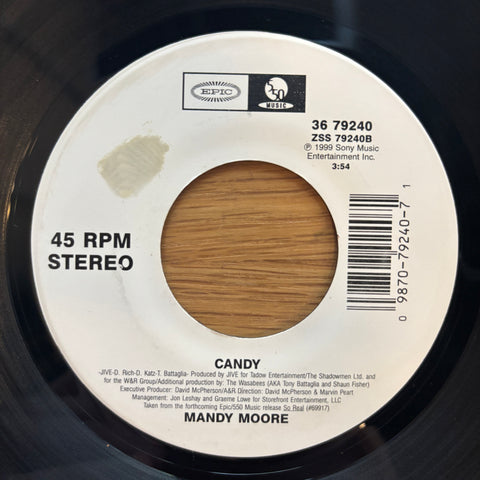 EPIC
550
MUSIC
36 79240
ZSS 79240B
℗ 1999 Sony Music
Entertainment Inc.
3:54
45 RPM
STEREO
0 9870-79240-7 1
CANDY
-JIVE-D. Rich-D. Katz-T. Battaglia- Produced by JIVE for Tadow Entertainment/The Shadowmen, Ltd. and
for the W&R Group/Additional production by: The Wasabees (AKA Tony Battaglia and Shaun Fisher)
Executive Producer: David McPherson/A&R Direction: David McPherson & Marvin Peart
Management: Jon Leshay and Graeme Lowe for Storefront Entertainment, LLC
Taken from the forthcoming Epic/550 Music release So Real (#69917)
MANDY MOORE